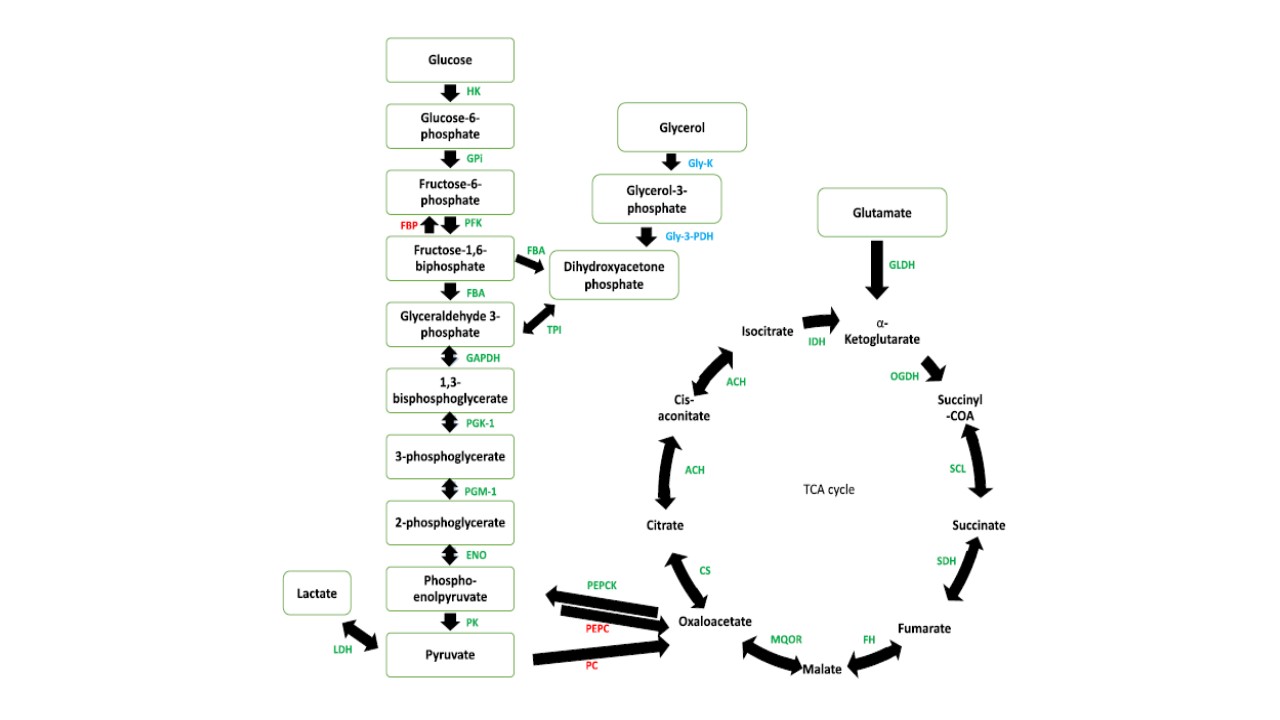 Glucose
HK
Glucose-6-
phosphate
GPi
Fructose-6-
phosphate
FBP
PFK
Fructose-1,6-
biphosphate
FBA
FBA
Glyceraldehyde 3-
phosphate
TPI
GAPDH
1,3-
bisphosphoglycerate
PGK-1
3-phosphoglycerate
PGM-1
2-phosphoglycerate
ENO
Phospho-
enolpyruvate
PK
Pyruvate
Lactate
LDH
Glycerol
Gly-K
Glycerol-3-
phosphate
Gly-3-PDH
Dihydroxyacetone
phosphate
Glutamate
GLDH
α-
Ketoglutarate
Isocitrate
IDH
OGDH
Succinyl
-COA
ACH
Cis-
aconitate
ACH
SCL
TCA cycle
Citrate
Succinate
CS
SDH
PEPCK
PEPC
PC
Oxaloacetate
MQOR
FH
Fumarate
Malate